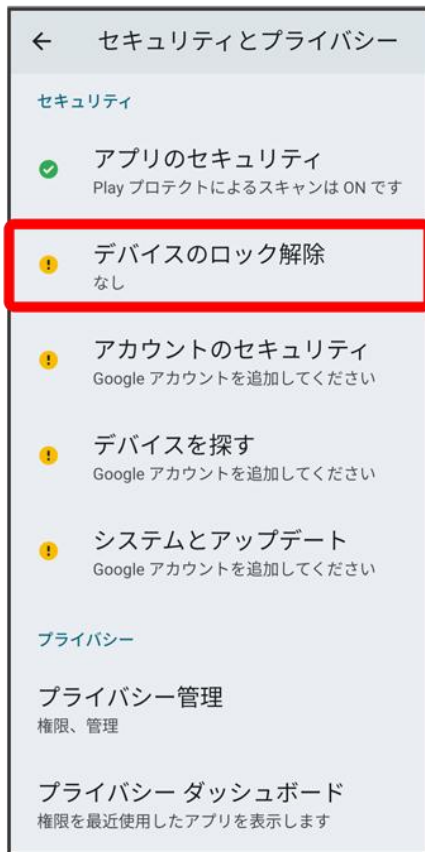 セキュリティとプライバシー
セキュリティ
アプリのセキュリティ
Play プロテクトによるスキャンは ON です
デバイスのロック解除
なし
アカウントのセキュリティ
Google アカウントを追加してください
デバイスを探す
Google アカウントを追加してください
システムとアップデート
Google アカウントを追加してください
プライバシー
プライバシー管理
権限、管理
プライバシー ダッシュボード
権限を最近使用したアプリを表示します